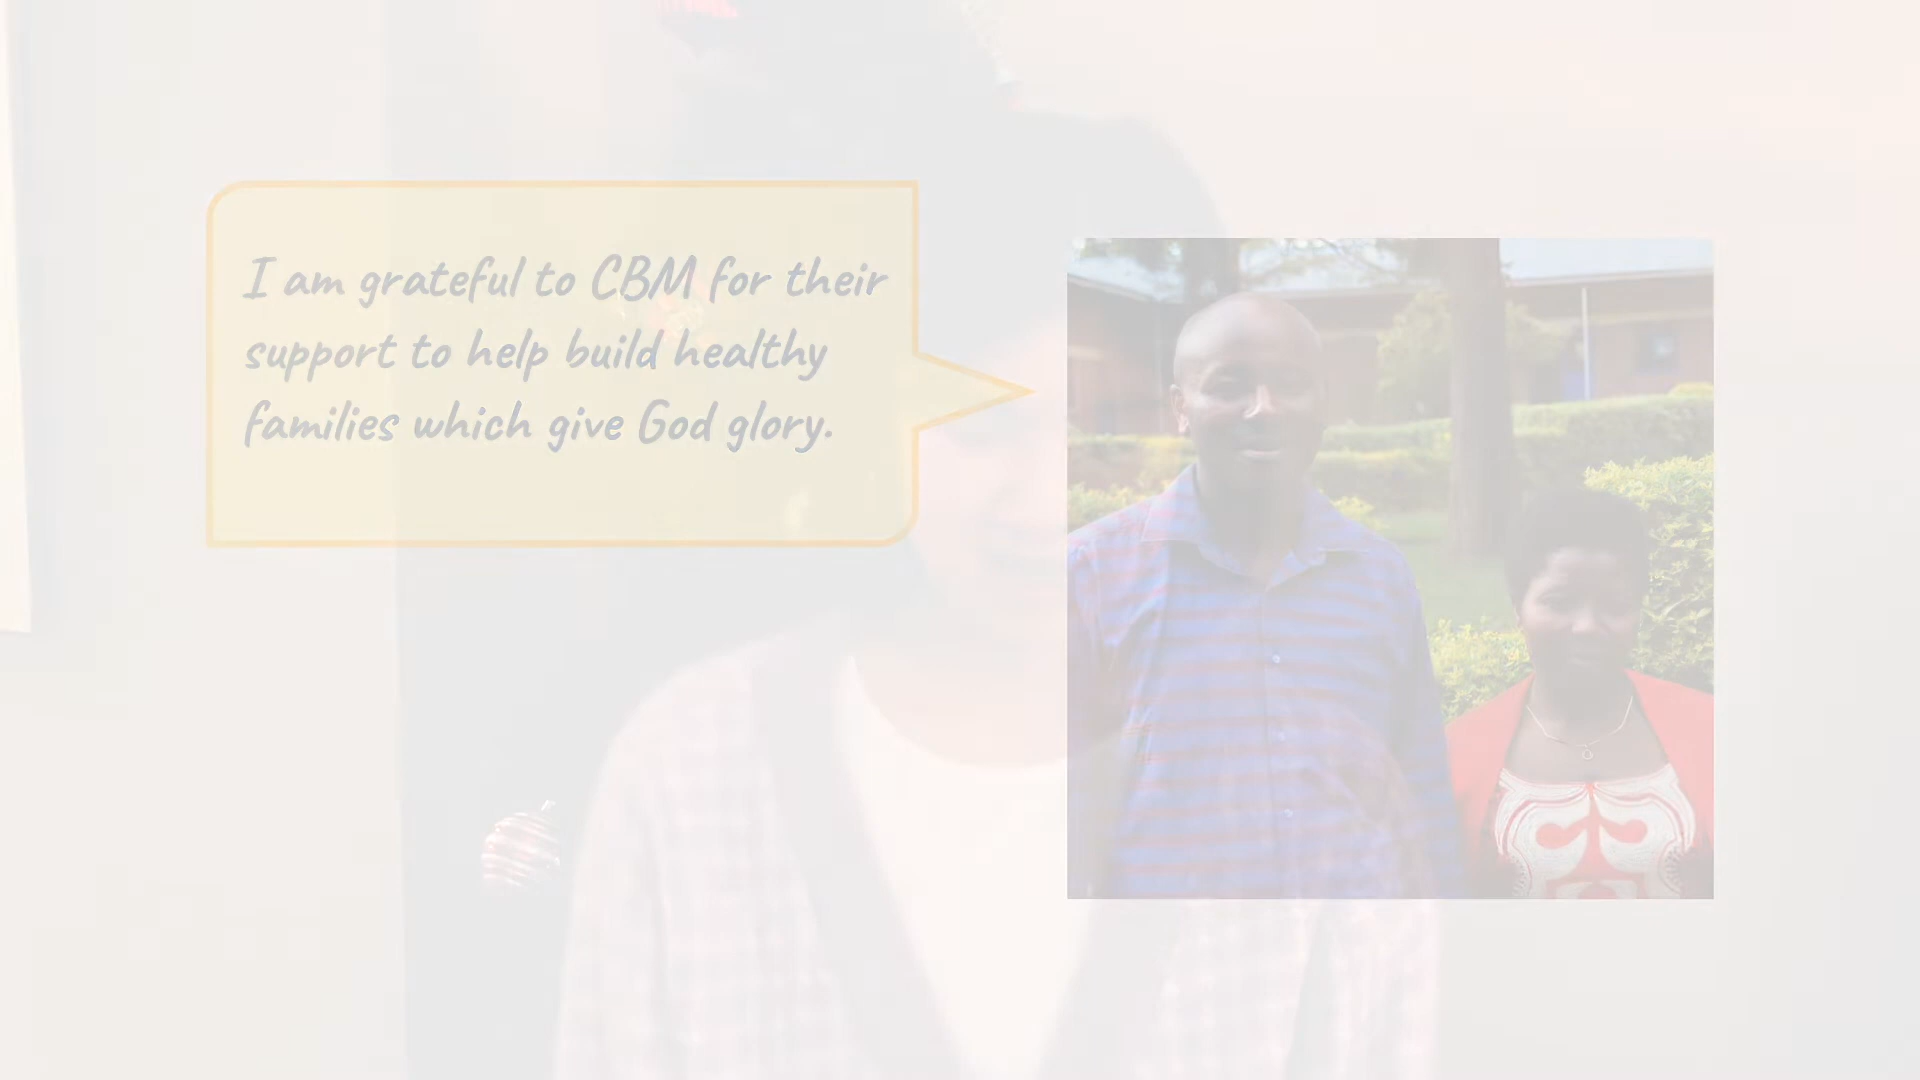 I am grateful to CBM for their
support to help build healthy
families which give God glory.